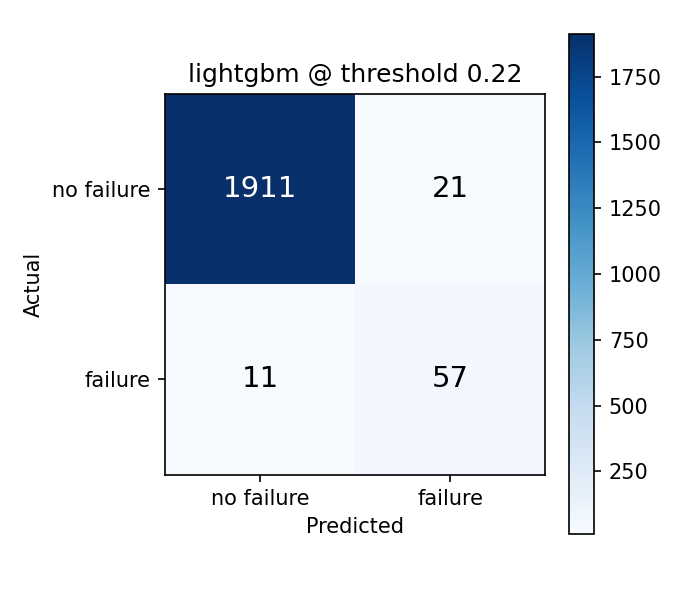 lightgbm @ threshold 0.22
Actual
no failure
failure
1911 21
11 57
no failure failure
Predicted
1750
1500
1250
1000
750
500
250